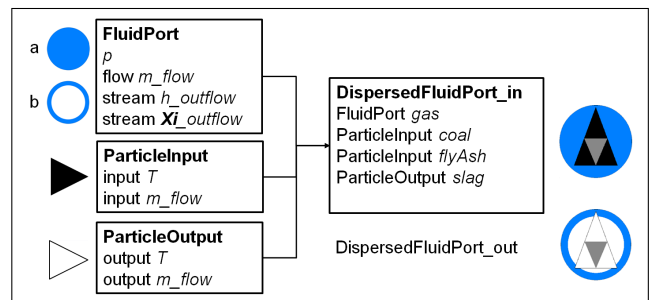 a
b
FluidPort
p
flow m_flow
stream h_outflow
stream Xi_outflow
ParticleInput
input T
input m_flow
ParticleOutput
output T
output m_flow
DispersedFluidPort_in
FluidPort gas
ParticleInput coal
ParticleInput flyAsh
ParticleOutput slag
DispersedFluidPort_out